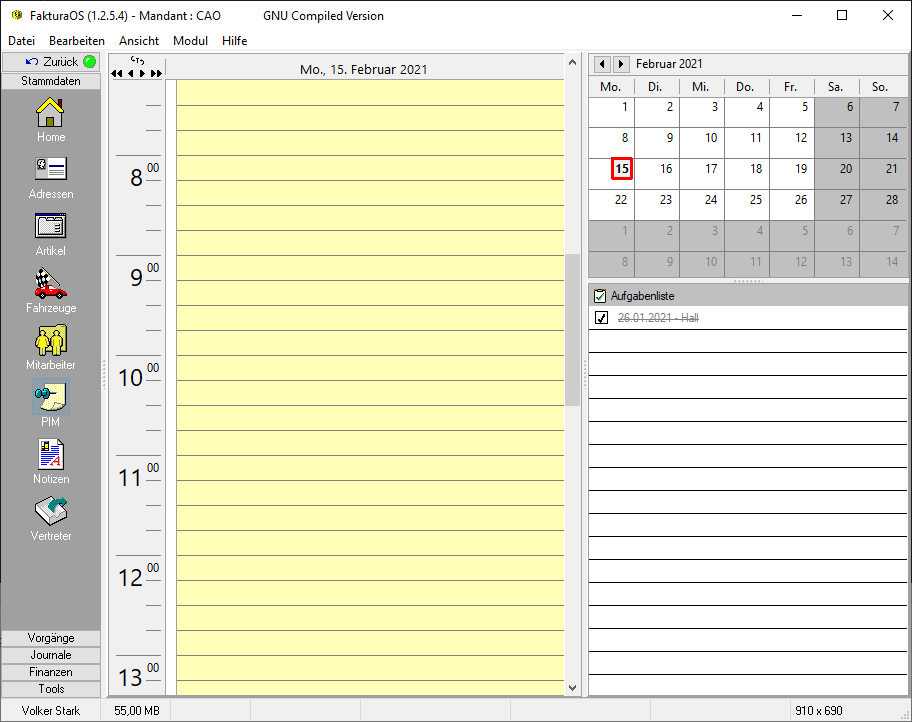 FakturaOS (1.2.5.4) - Mandant : CAO GNU Compiled Version
Datei Bearbeiten Ansicht Modul Hilfe
Zurück
Stammdaten
Home
Adressen
Artikel
Fahrzeuge
Mitarbeiter
PIM
Notizen
Vertreter
Vorgänge
Journale
Finanzen
Tools
Mo., 15. Februar 2021
8 00
9 00
10 00
11 00
12 00
13 00
Februar 2021
Mo. Di. Mi. Do. Fr. Sa. So.
1 2 3 4 5 6 7
8 9 10 11 12 13 14
15 16 17 18 19 20 21
22 23 24 25 26 27 28
1 2 3 4 5 6 7
8 9 10 11 12 13 14
Aufgabenliste
26.01.2021 - Hall
Volker Stark 55,00 MB 910 x 690